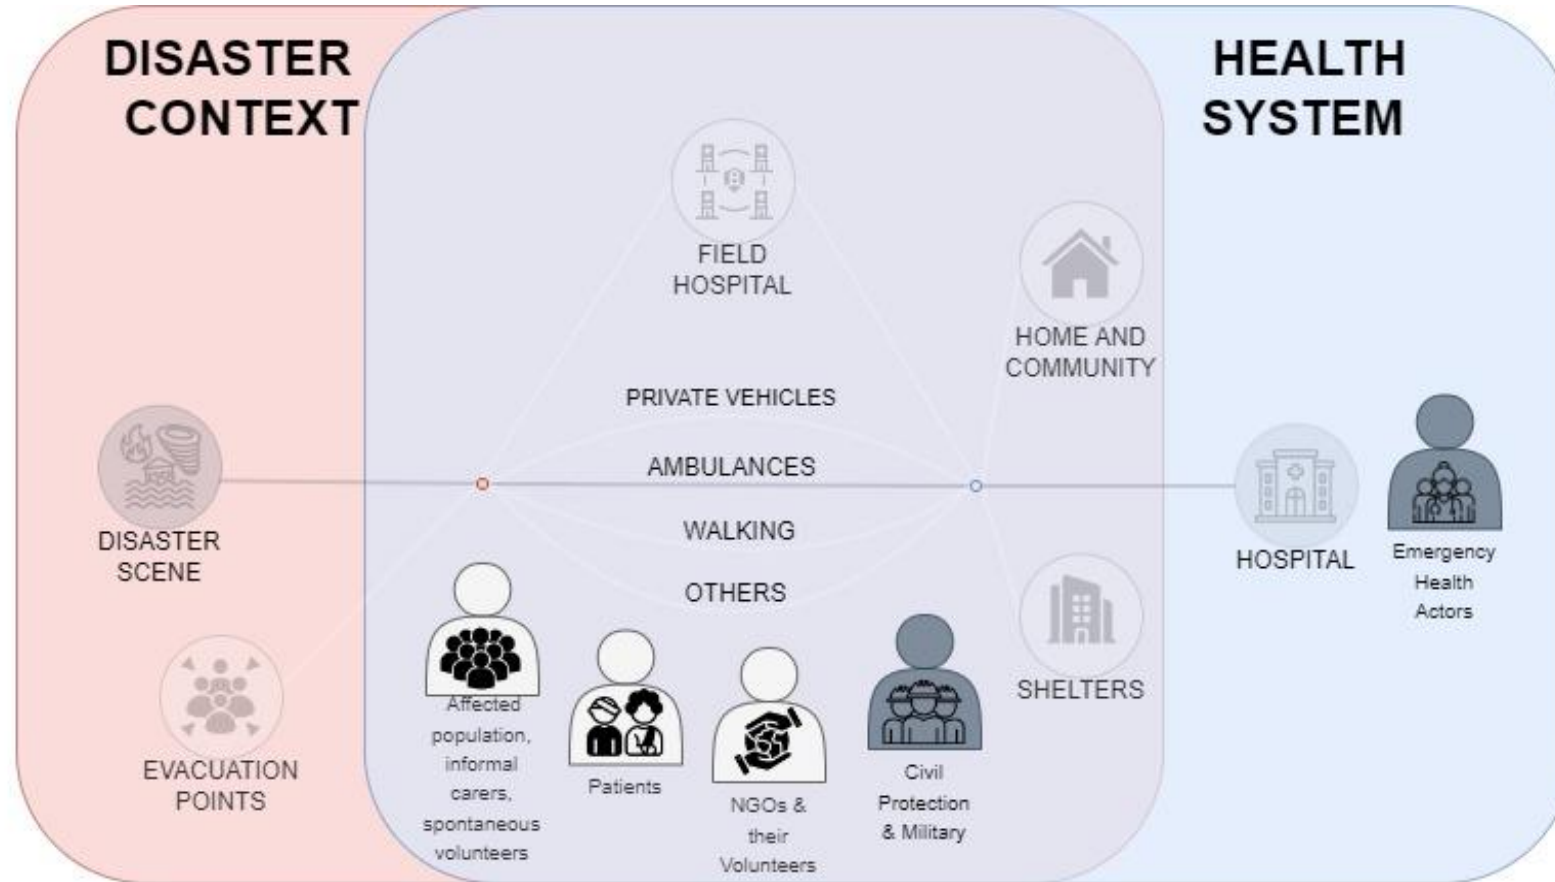 DISASTER
CONTEXT
HEALTH
SYSTEM
FIELD
HOSPITAL
HOME AND
COMMUNITY
PRIVATE VEHICLES
AMBULANCES
WALKING
OTHERS
DISASTER
SCENE
EVACUATION
POINTS
HOSPITAL
Emergency
Health
Actors
SHELTERS
Affected
population,
informal
carers,
spontaneous
volunteers
Patients
NGOs &
their
Volunteers
Civil
Protection
& Military